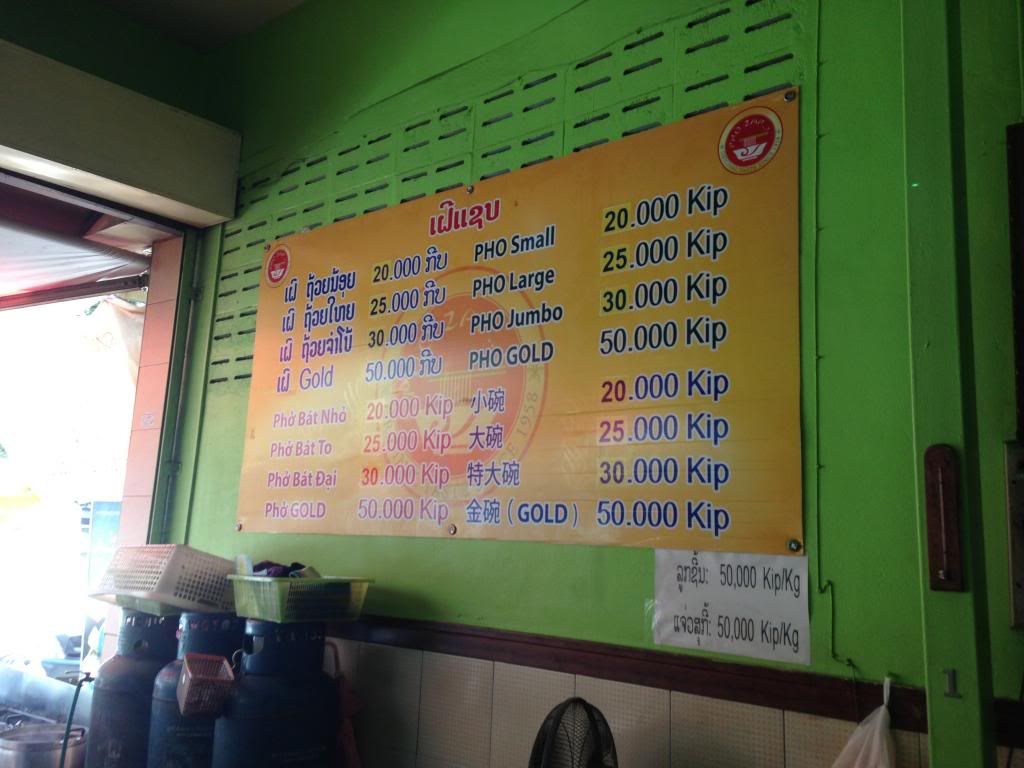 ເຝີແຊບ
ເຝີ ຖ້ວຍນ້ອຍ 20.000 ກີບ PHO Small 20.000 Kip
ເຝີ ຖ້ວຍໃຫຍ່ 25.000 ກີບ PHO Large 25.000 Kip
ເຝີ ຖ້ວຍຈຳໂບ້ 30.000 ກີບ PHO Jumbo 30.000 Kip
ເຝີ Gold 50.000 ກີບ PHO GOLD 50.000 Kip
Phở Bát Nhỏ 20.000 Kip 小碗 20.000 Kip
Phở Bát To 25.000 Kip 大碗 25.000 Kip
Phở Bát Đại 30.000 Kip 特大碗 30.000 Kip
Phở GOLD 50.000 Kip 金碗 ( GOLD ) 50.000 Kip
PHO ZAP
SINCE 1958
ລູກຊີ້ນ: 50,000 Kip/Kg
ແຈ່ວສຸກີ້: 50,000 Kip/Kg
1